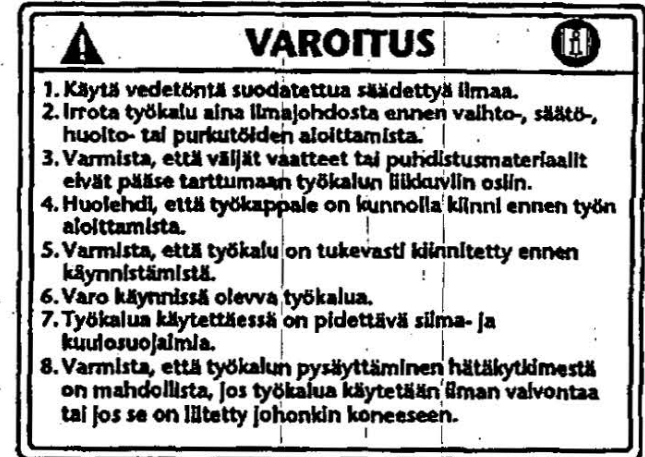 VAROITUS
1. Käytä vedetöntä suodatettua säädettyä ilmaa.
2. Irrota työkalu aina ilmajohdosta ennen vaihto-, säätö-,
huolto- tai purkutöiden aloittamista.
3. Varmista, että väljät vaatteet tai puhdistusmateriaalit
eivät pääse tarttumaan työkalun liikkuviin osiin.
4. Huolehdi, että työkappale on kunnolla kiinni ennen työn
aloittamista.
5. Varmista, että työkalu on tukevasti kiinnitetty ennen
käynnistämistä.
6. Varo käynnissä olevva työkalua.
7. Työkalua käytettäessä on pidettävä silmä- ja
kuulosuojaimia.
8. Varmista, että työkalun pysäyttäminen hätäkytkimestä
on mahdollista, jos työkalua käytetään ilman valvontaa
tai jos se on liitetty johonkin koneeseen.